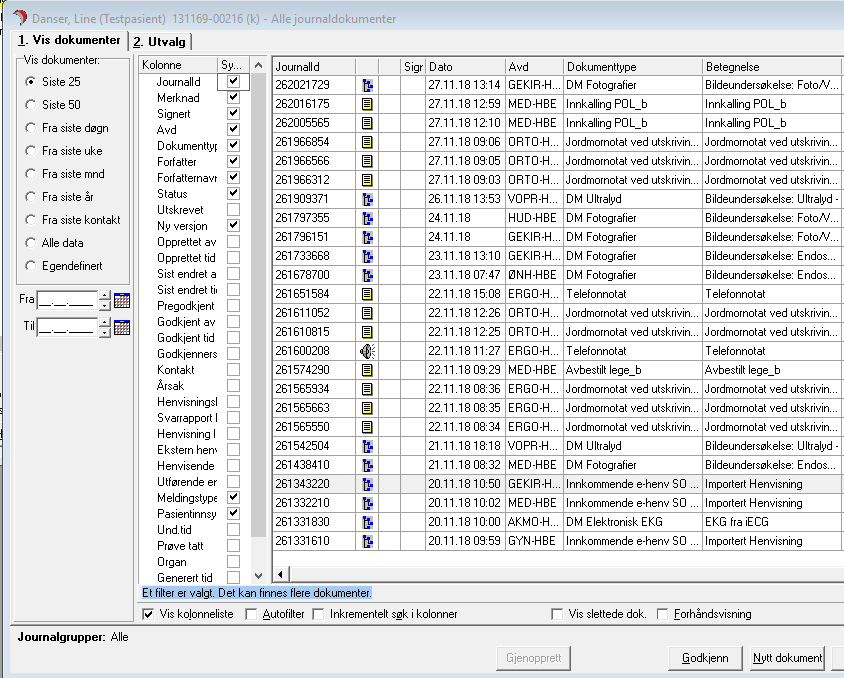 Danser, Line (Testpasient) 131169-00216 (k) - Alle journaldokumenter
1. Vis dokumenter
2. Utvalg
Vis dokumenter:
Siste 25
Siste 50
Fra siste døgn
Fra siste uke
Fra siste mnd
Fra siste år
Fra siste kontakt
Alle data
Egendefinert
Fra __.__.____
Til __.__.____
Kolonne Sy...
JournalId
Merknad
Signert
Avd
Dokumenttyp
Forfatter
Forfatternavr
Status
Utskrevet
Ny versjon
Opprettet av
Opprettet tid
Sist endret a
Sist endret ti
Pregodkjent
Godkjent av
Godkjent tid
Godkjenners
Kontakt
Årsak
Henvisningsl
Svarrapport l
Henvisning l
Ekstern henv
Henvisende
Utførende er
Meldingstype
Pasientinnsy
Und.tid
Prøve tatt
Organ
Generert tid
JournalId Sigr Dato Avd Dokumenttype Betegnelse
262021729 27.11.18 13:14 GEKIR-H... DM Fotografier Bildeundersøkelse: Foto/V...
262016175 27.11.18 12:59 MED-HBE Innkalling POL_b Innkalling POL_b
262005565 27.11.18 12:10 MED-HBE Innkalling POL_b Innkalling POL_b
261966854 27.11.18 09:06 ORTO-H... Jordmornotat ved utskrivin... Jordmornotat ved utskrivin...
261966566 27.11.18 09:05 ORTO-H... Jordmornotat ved utskrivin... Jordmornotat ved utskrivin...
261966312 27.11.18 09:03 ORTO-H... Jordmornotat ved utskrivin... Jordmornotat ved utskrivin...
261909371 26.11.18 13:53 VOPR-H... DM Ultralyd Bildeundersøkelse: Ultralyd -
261797355 24.11.18 HUD-HBE DM Fotografier Bildeundersøkelse: Foto/V...
261796151 24.11.18 GEKIR-H... DM Fotografier Bildeundersøkelse: Foto/V...
261733668 23.11.18 13:10 GEKIR-H... DM Fotografier Bildeundersøkelse: Endos...
261678700 23.11.18 07:47 ØNH-HBE DM Fotografier Bildeundersøkelse: Endos...
261651584 22.11.18 15:08 ERGO-H... Telefonnotat Telefonnotat
261611052 22.11.18 12:26 ORTO-H... Jordmornotat ved utskrivin... Jordmornotat ved utskrivin...
261610815 22.11.18 12:25 ORTO-H... Jordmornotat ved utskrivin... Jordmornotat ved utskrivin...
261600208 22.11.18 11:27 ERGO-H... Telefonnotat Telefonnotat
261574290 22.11.18 09:29 MED-HBE Avbestilt lege_b Avbestilt lege_b
261565934 22.11.18 08:36 ERGO-H... Jordmornotat ved utskrivin... Jordmornotat ved utskrivin...
261565663 22.11.18 08:35 ERGO-H... Jordmornotat ved utskrivin... Jordmornotat ved utskrivin...
261565550 22.11.18 08:34 ERGO-H... Jordmornotat ved utskrivin... Jordmornotat ved utskrivin...
261542504 21.11.18 18:18 VOPR-H... DM Ultralyd Bildeundersøkelse: Ultralyd -
261438410 21.11.18 08:32 MED-HBE DM Fotografier Bildeundersøkelse: Endos...
261343220 20.11.18 10:50 GEKIR-H... Innkommende e-henv SO ... Importert Henvisning
261332210 20.11.18 10:02 MED-HBE Innkommende e-henv SO ... Importert Henvisning
261331830 20.11.18 10:00 AKMO-H... DM Elektronisk EKG EKG fra iECG
261331610 20.11.18 09:59 GYN-HBE Innkommende e-henv SO ... Importert Henvisning
Et filter er valgt. Det kan finnes flere dokumenter.
Vis kolonneliste Autofilter Inkrementelt søk i kolonner Vis slettede dok. Forhåndsvisning
Journalgrupper: Alle
Gjenopprett Godkjenn Nytt dokument